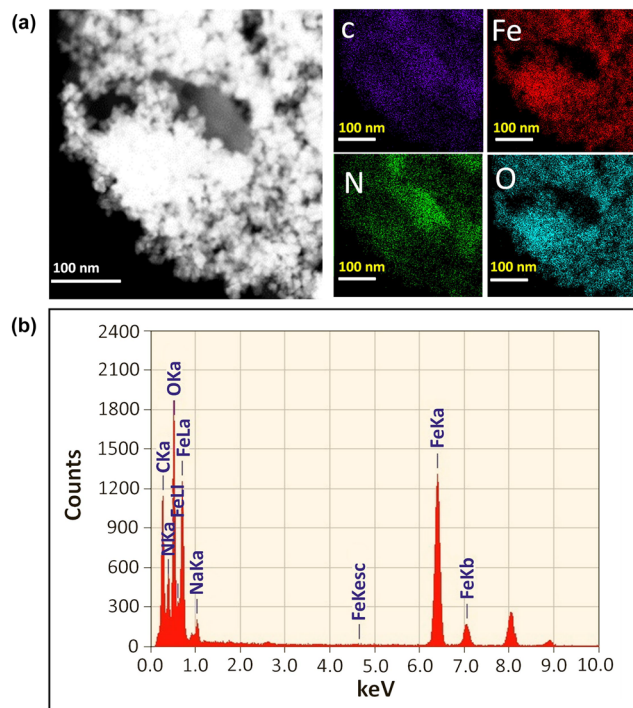 (a)
100 nm
C
100 nm
Fe
100 nm
N
100 nm
O
100 nm
(b)
Counts
2400
2100
1800
1500
1200
900
600
300
0
CKa
NKa
OKa
FeLl
FeLa
NaKa
FeKesc
FeKa
FeKb
0.0 1.0 2.0 3.0 4.0 5.0 6.0 7.0 8.0 9.0 10.0
keV